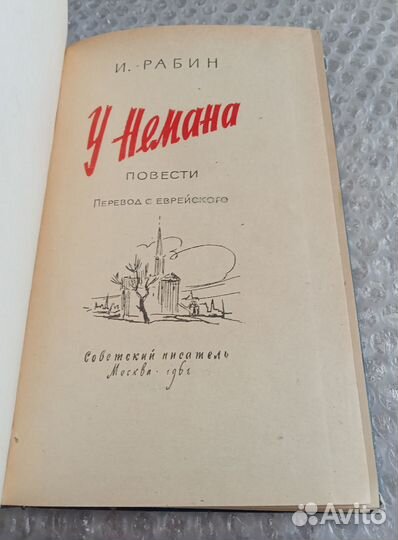 И. РАБИН
У Немана
ПОВЕСТИ
ПЕРЕВОД С ЕВРЕЙСКОГО
Советский писатель
Москва · 1961
Avito